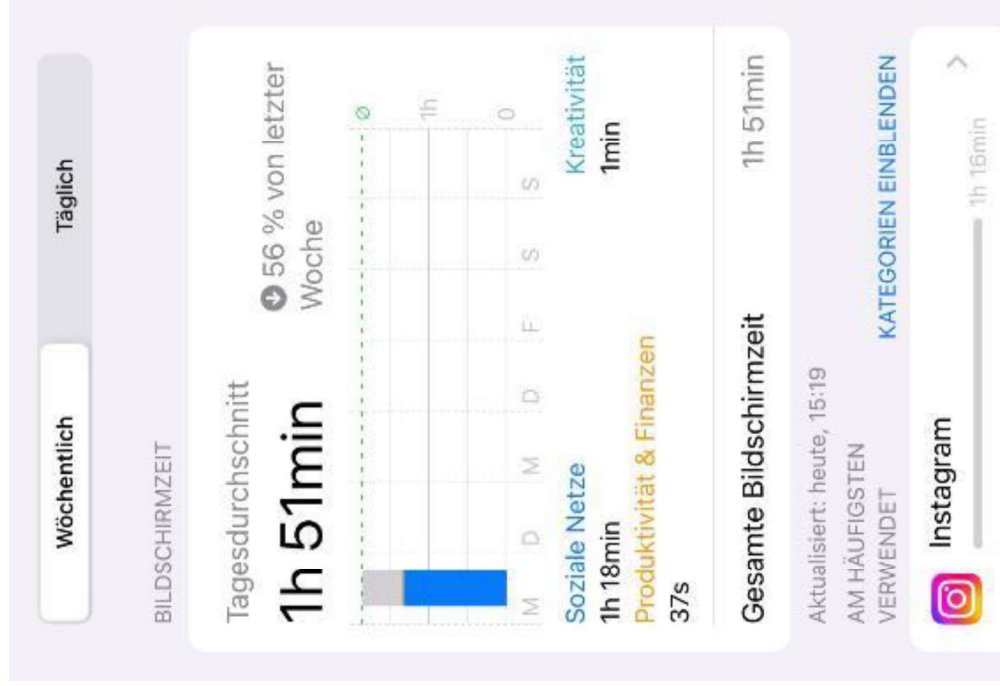 Wöchentlich Täglich
BILDSCHIRMZEIT
Tagesdurchschnitt
1h 51min
56 % von letzter
Woche
Ø
1h
0
M D M D F S S
Soziale Netze
1h 18min
Kreativität
1min
Produktivität & Finanzen
37s
Gesamte Bildschirmzeit 1h 51min
Aktualisiert: heute, 15:19
AM HÄUFIGSTEN
VERWENDET
KATEGORIEN EINBLENDEN
Instagram
1h 16min